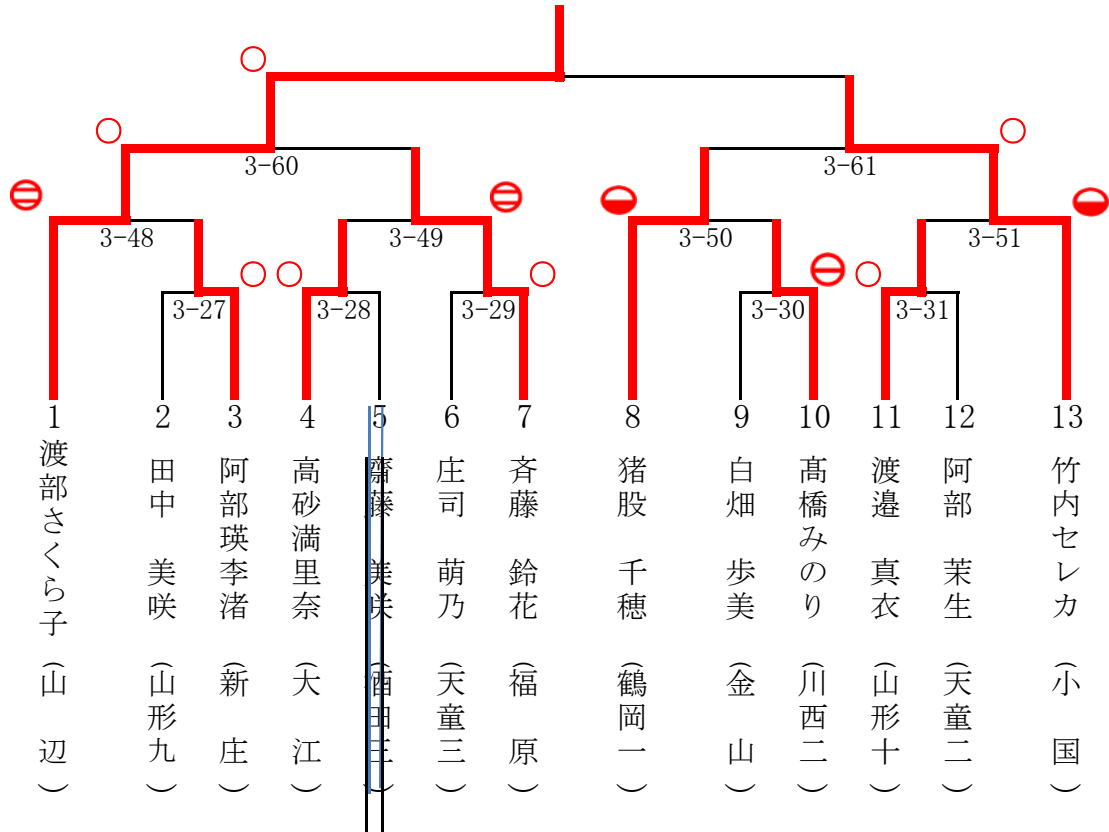 3-60
3-61
3-48
3-49
3-50
3-51
3-27
3-28
3-29
3-30
3-31
1
2
3
4
5
6
7
8
9
10
11
12
13
渡部さくら子(山　辺)
田中　美咲(山形九)
阿部瑛李渚(新　庄)
高砂満里奈(大　江)
齋藤　美咲(酒田三)
庄司　萌乃(天童三)
斉藤　鈴花(福　原)
猪股　千穂(鶴岡一)
白畑　歩美(金　山)
髙橋みのり(川西二)
渡邉　真衣(山形十)
阿部　茉生(天童二)
竹内セレカ(小　国)